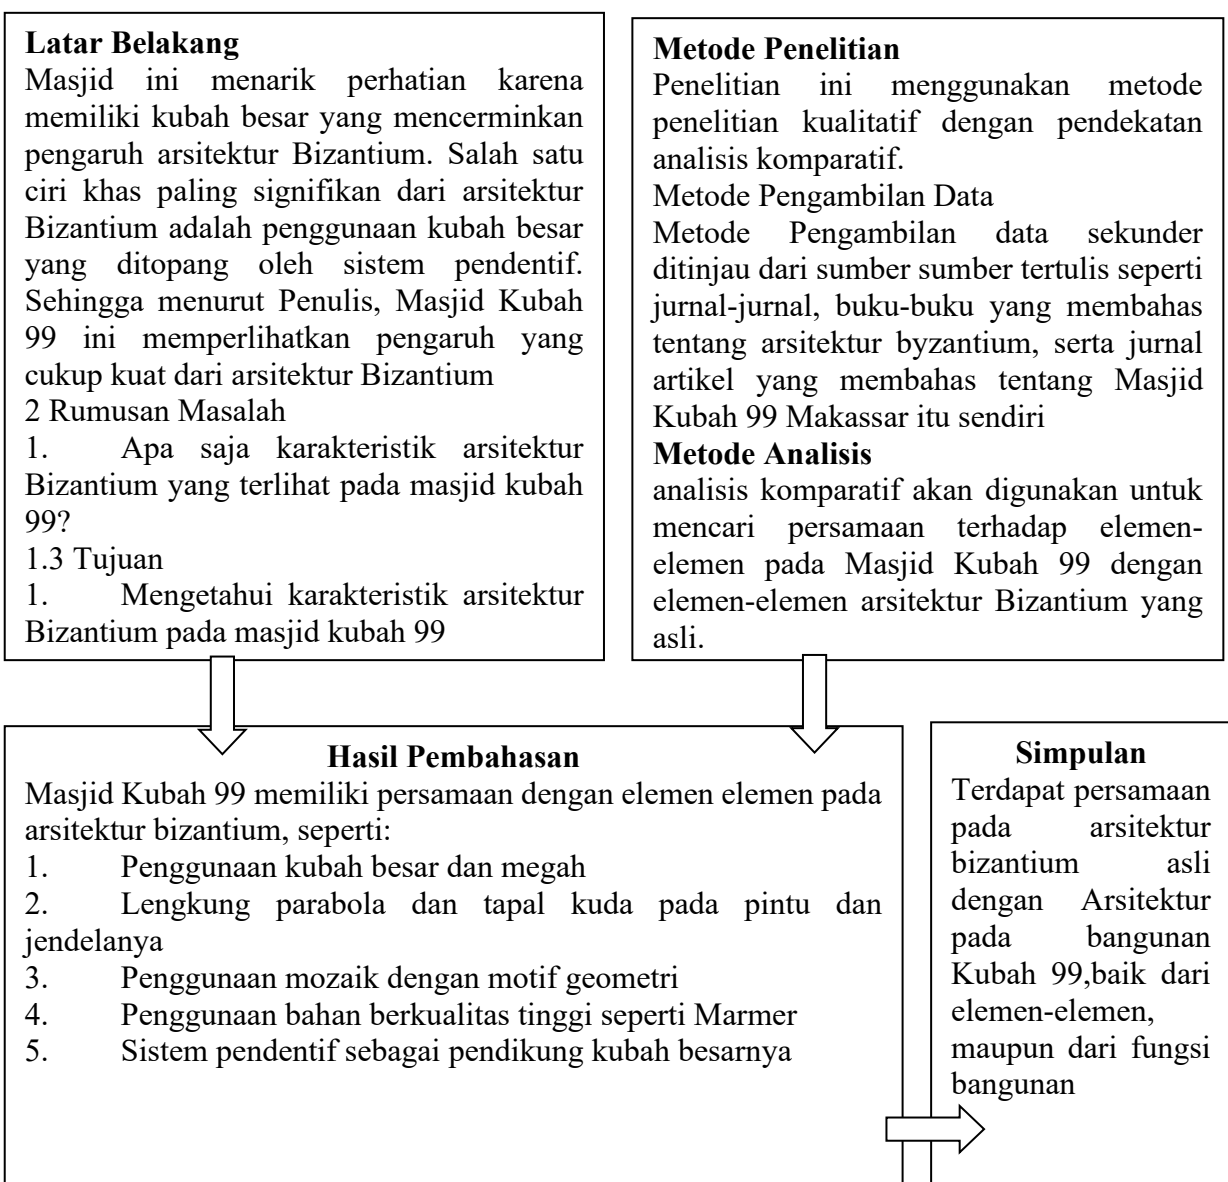 Latar Belakang
Masjid ini menarik perhatian karena
memiliki kubah besar yang mencerminkan
pengaruh arsitektur Bizantium. Salah satu
ciri khas paling signifikan dari arsitektur
Bizantium adalah penggunaan kubah besar
yang ditopang oleh sistem pendentif.
Sehingga menurut Penulis, Masjid Kubah
99 ini memperlihatkan pengaruh yang
cukup kuat dari arsitektur Bizantium
2 Rumusan Masalah
1. Apa saja karakteristik arsitektur
Bizantium yang terlihat pada masjid kubah
99?
1.3 Tujuan
1. Mengetahui karakteristik arsitektur
Bizantium pada masjid kubah 99
Metode Penelitian
Penelitian ini menggunakan metode
penelitian kualitatif dengan pendekatan
analisis komparatif.
Metode Pengambilan Data
Metode Pengambilan data sekunder
ditinjau dari sumber sumber tertulis seperti
jurnal-jurnal, buku-buku yang membahas
tentang arsitektur byzantium, serta jurnal
artikel yang membahas tentang Masjid
Kubah 99 Makassar itu sendiri
Metode Analisis
analisis komparatif akan digunakan untuk
mencari persamaan terhadap elemen-
elemen pada Masjid Kubah 99 dengan
elemen-elemen arsitektur Bizantium yang
asli.
Hasil Pembahasan
Masjid Kubah 99 memiliki persamaan dengan elemen elemen pada
arsitektur bizantium, seperti:
1. Penggunaan kubah besar dan megah
2. Lengkung parabola dan tapal kuda pada pintu dan
jendelanya
3. Penggunaan mozaik dengan motif geometri
4. Penggunaan bahan berkualitas tinggi seperti Marmer
5. Sistem pendentif sebagai pendikung kubah besarnya
Simpulan
Terdapat persamaan
pada arsitektur
bizantium asli
dengan Arsitektur
pada bangunan
Kubah 99,baik dari
elemen-elemen,
maupun dari fungsi
bangunan